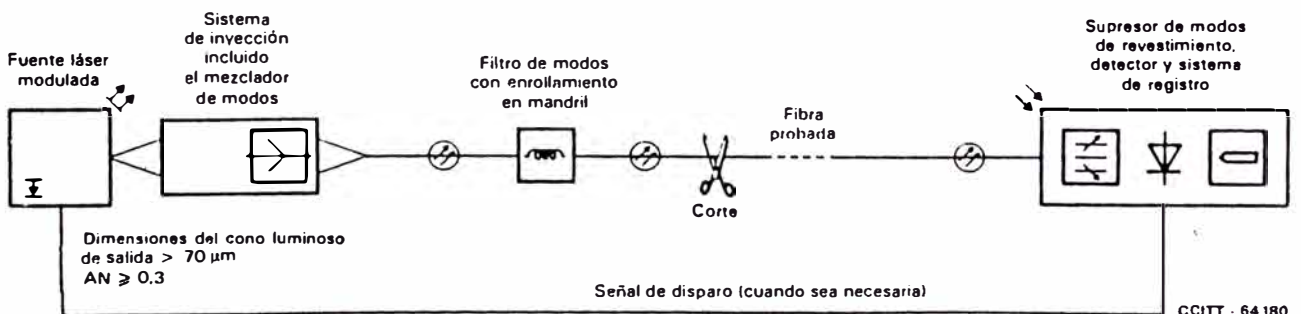 Fuente láser
modulada
Sistema
de inyección
incluido
el mezclador
de modos
Filtro de modos
con enrollamiento
en mandril
Fibra
probada
Supresor de modos
de revestimiento,
detector y sistema
de registro
Corte
Dimensiones del cono luminoso
de salida > 70 µm
AN ⩾ 0,3
Señal de disparo (cuando sea necesaria)
CCITT - 64 180